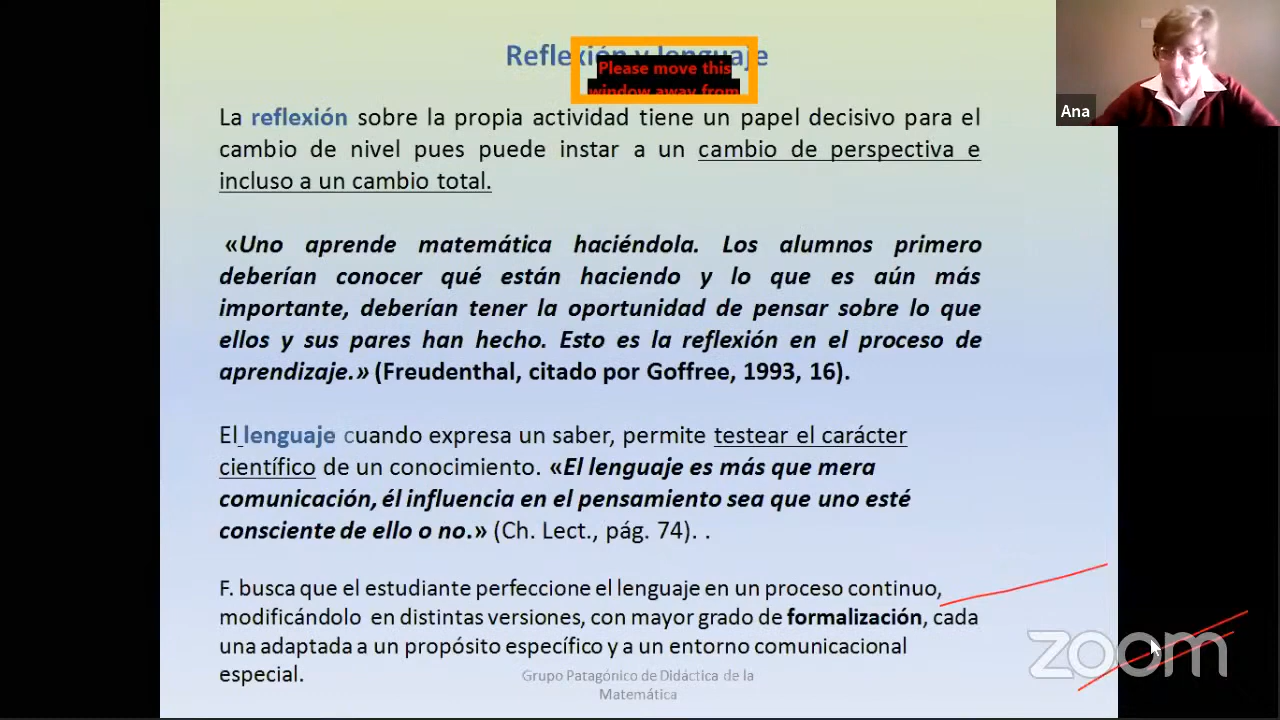 Reflexión y lenguaje
Please move this
window away from
Ana
La reflexión sobre la propia actividad tiene un papel decisivo para el
cambio de nivel pues puede instar a un cambio de perspectiva e
incluso a un cambio total.
«Uno aprende matemática haciéndola. Los alumnos primero
deberían conocer qué están haciendo y lo que es aún más
importante, deberían tener la oportunidad de pensar sobre lo que
ellos y sus pares han hecho. Esto es la reflexión en el proceso de
aprendizaje.» (Freudenthal, citado por Goffree, 1993, 16).
El lenguaje cuando expresa un saber, permite testear el carácter
científico de un conocimiento. «El lenguaje es más que mera
comunicación, él influencia en el pensamiento sea que uno esté
consciente de ello o no.» (Ch. Lect., pág. 74). .
F. busca que el estudiante perfeccione el lenguaje en un proceso continuo,
modificándolo en distintas versiones, con mayor grado de formalización, cada
una adaptada a un propósito específico y a un entorno comunicacional
especial.
Grupo Patagónico de Didáctica de la
Matemática
zoom